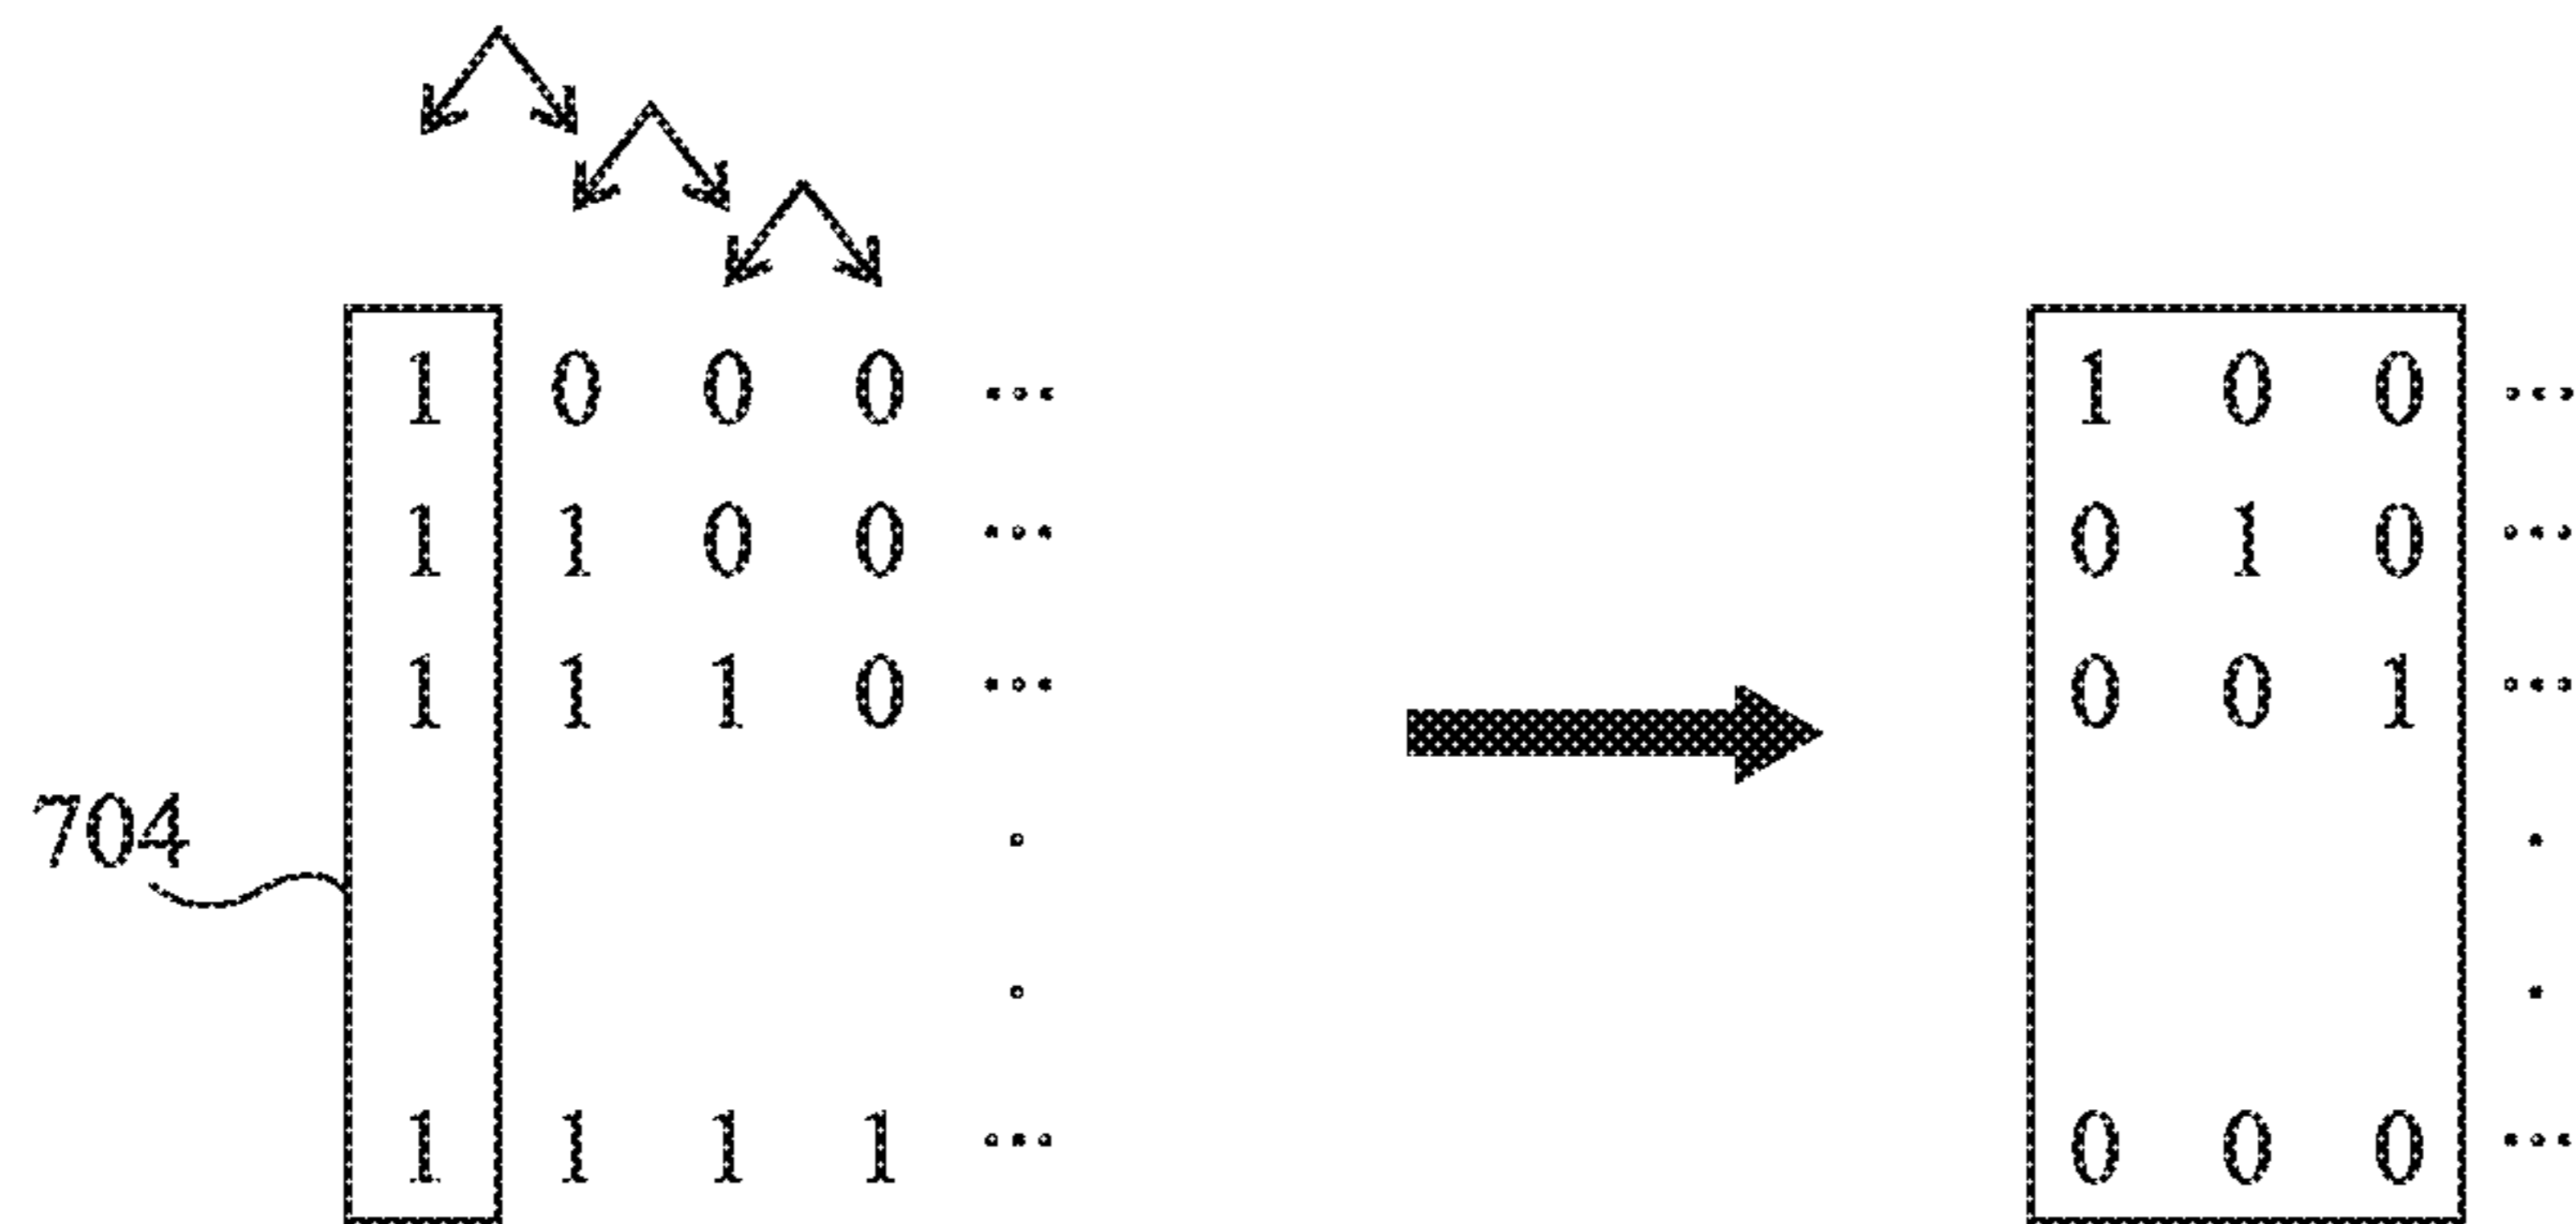 1 0 0 0 ... 1 0 0 ...
1 1 0 0 ... 0 1 0 ...
1 1 1 0 ... 0 0 1 ...
704
1 1 1 1 ... 0 0 0 ...